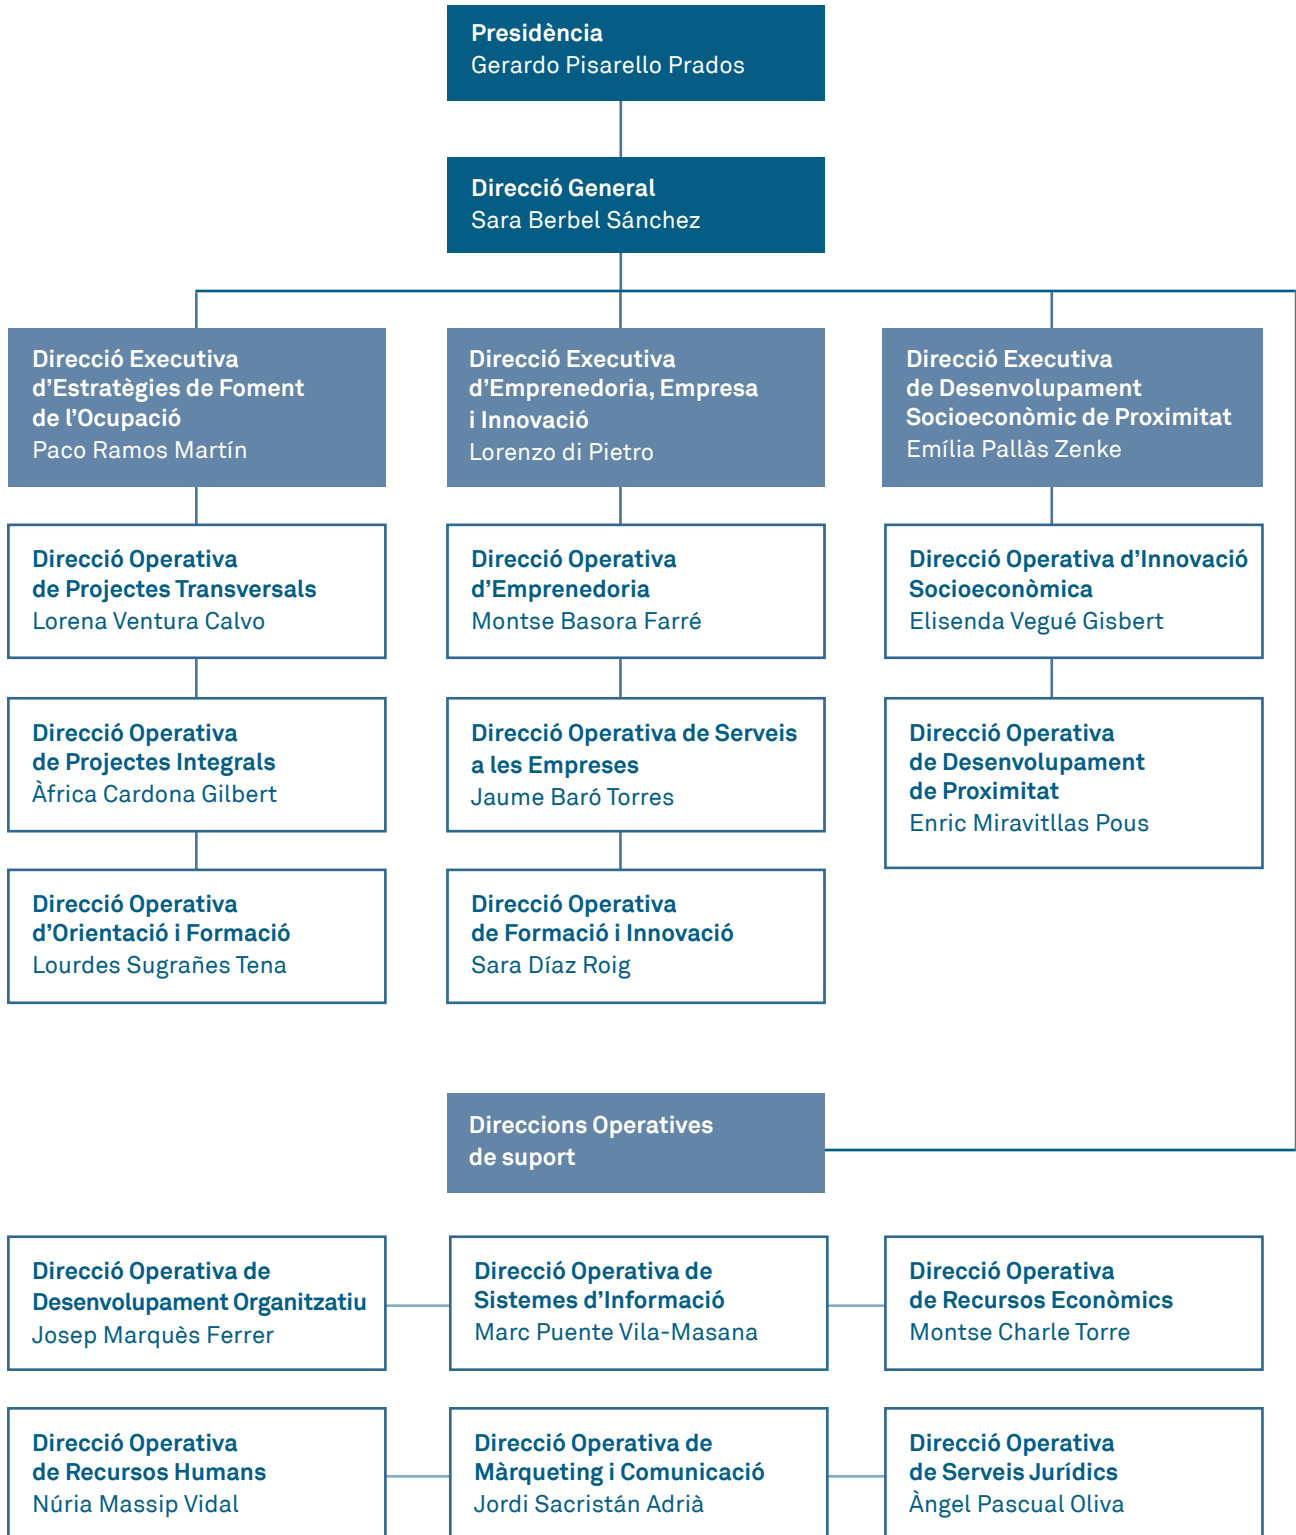 Presidència
Gerardo Pisarello Prados
Direcció General
Sara Berbel Sánchez
Direcció Executiva
d’Estratègies de Foment
de l’Ocupació
Paco Ramos Martín
Direcció Executiva
d’Emprenedoria, Empresa
i Innovació
Lorenzo di Pietro
Direcció Executiva
de Desenvolupament
Socioeconòmic de Proximitat
Emília Pallàs Zenke
Direcció Operativa
de Projectes Transversals
Lorena Ventura Calvo
Direcció Operativa
d’Emprenedoria
Montse Basora Farré
Direcció Operativa d’Innovació
Socioeconòmica
Elisenda Vegué Gisbert
Direcció Operativa
de Projectes Integrals
Àfrica Cardona Gilbert
Direcció Operativa de Serveis
a les Empreses
Jaume Baró Torres
Direcció Operativa
de Desenvolupament
de Proximitat
Enric Miravitllas Pous
Direcció Operativa
d’Orientació i Formació
Lourdes Sugrañes Tena
Direcció Operativa
de Formació i Innovació
Sara Díaz Roig
Direccions Operatives
de suport
Direcció Operativa de
Desenvolupament Organitzatiu
Josep Marquès Ferrer
Direcció Operativa de
Sistemes d’Informació
Marc Puente Vila-Masana
Direcció Operativa
de Recursos Econòmics
Montse Charle Torre
Direcció Operativa
de Recursos Humans
Núria Massip Vidal
Direcció Operativa de
Màrqueting i Comunicació
Jordi Sacristán Adrià
Direcció Operativa
de Serveis Jurídics
Àngel Pascual Oliva